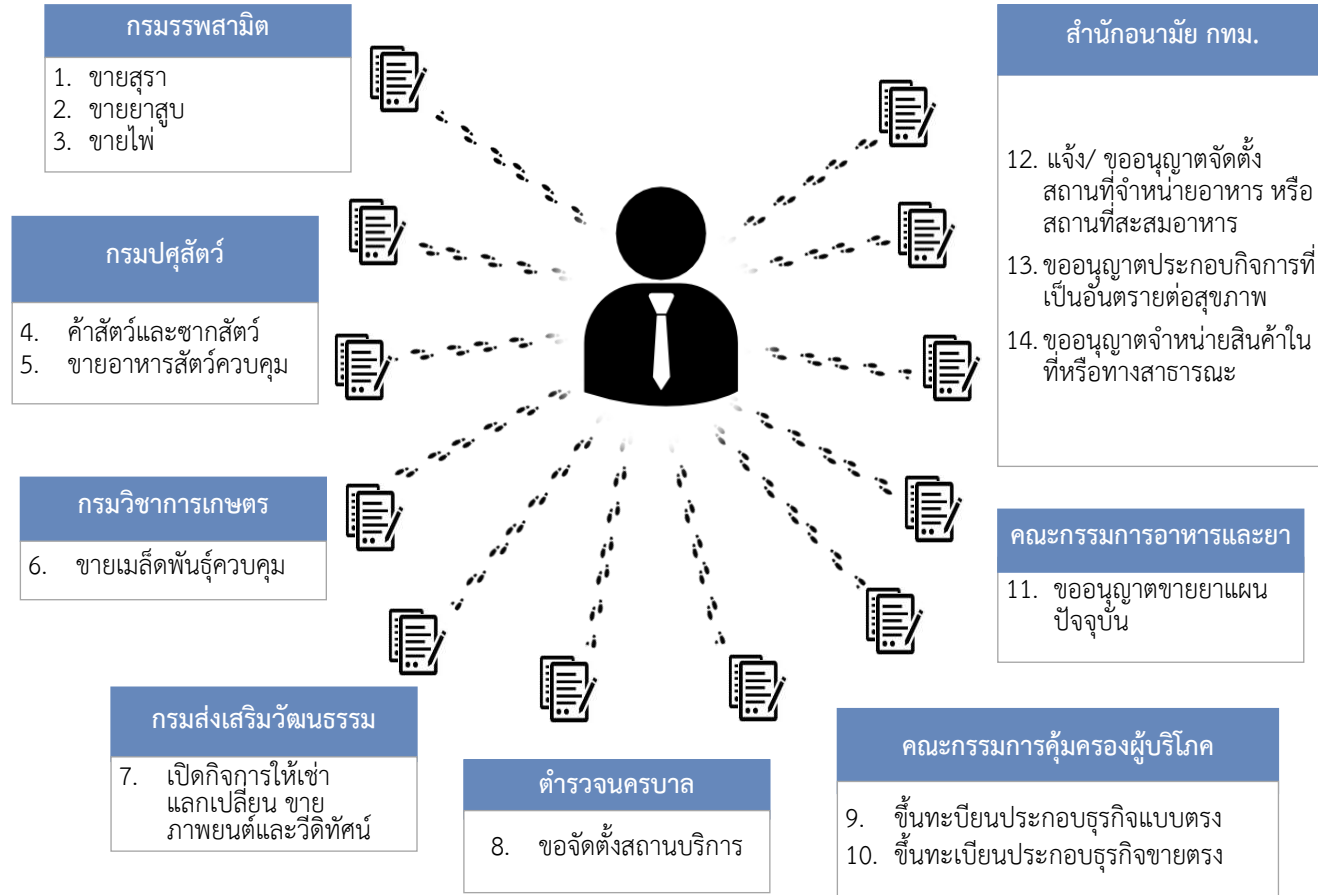 กรมรรพสามิต
1. ขายสุรา
2. ขายยาสูบ
3. ขายไพ่
กรมปศุสัตว์
4. ค้าสัตว์และซากสัตว์
5. ขายอาหารสัตว์ควบคุม
กรมวิชาการเกษตร
6. ขายเมล็ดพันธุ์ควบคุม
กรมส่งเสริมวัฒนธรรม
7. เปิดกิจการให้เช่า
แลกเปลี่ยน ขาย
ภาพยนต์และวีดิทัศน์
ตำรวจนครบาล
8. ขอจัดตั้งสถานบริการ
คณะกรรมการคุ้มครองผู้บริโภค
9. ขึ้นทะบียนประกอบธุรกิจแบบตรง
10. ขึ้นทะเบียนประกอบธุรกิจขายตรง
คณะกรรมการอาหารและยา
11. ขออนุญาตขายยาแผน
ปัจจุบัน
สำนักอนามัย กทม.
12. แจ้ง/ ขออนุญาตจัดตั้ง
สถานที่จำหน่ายอาหาร หรือ
สถานที่สะสมอาหาร
13. ขออนุญาตประกอบกิจการที่
เป็นอันตรายต่อสุขภาพ
14. ขออนุญาตจำหน่ายสินค้าใน
ที่หรือทางสาธารณะ